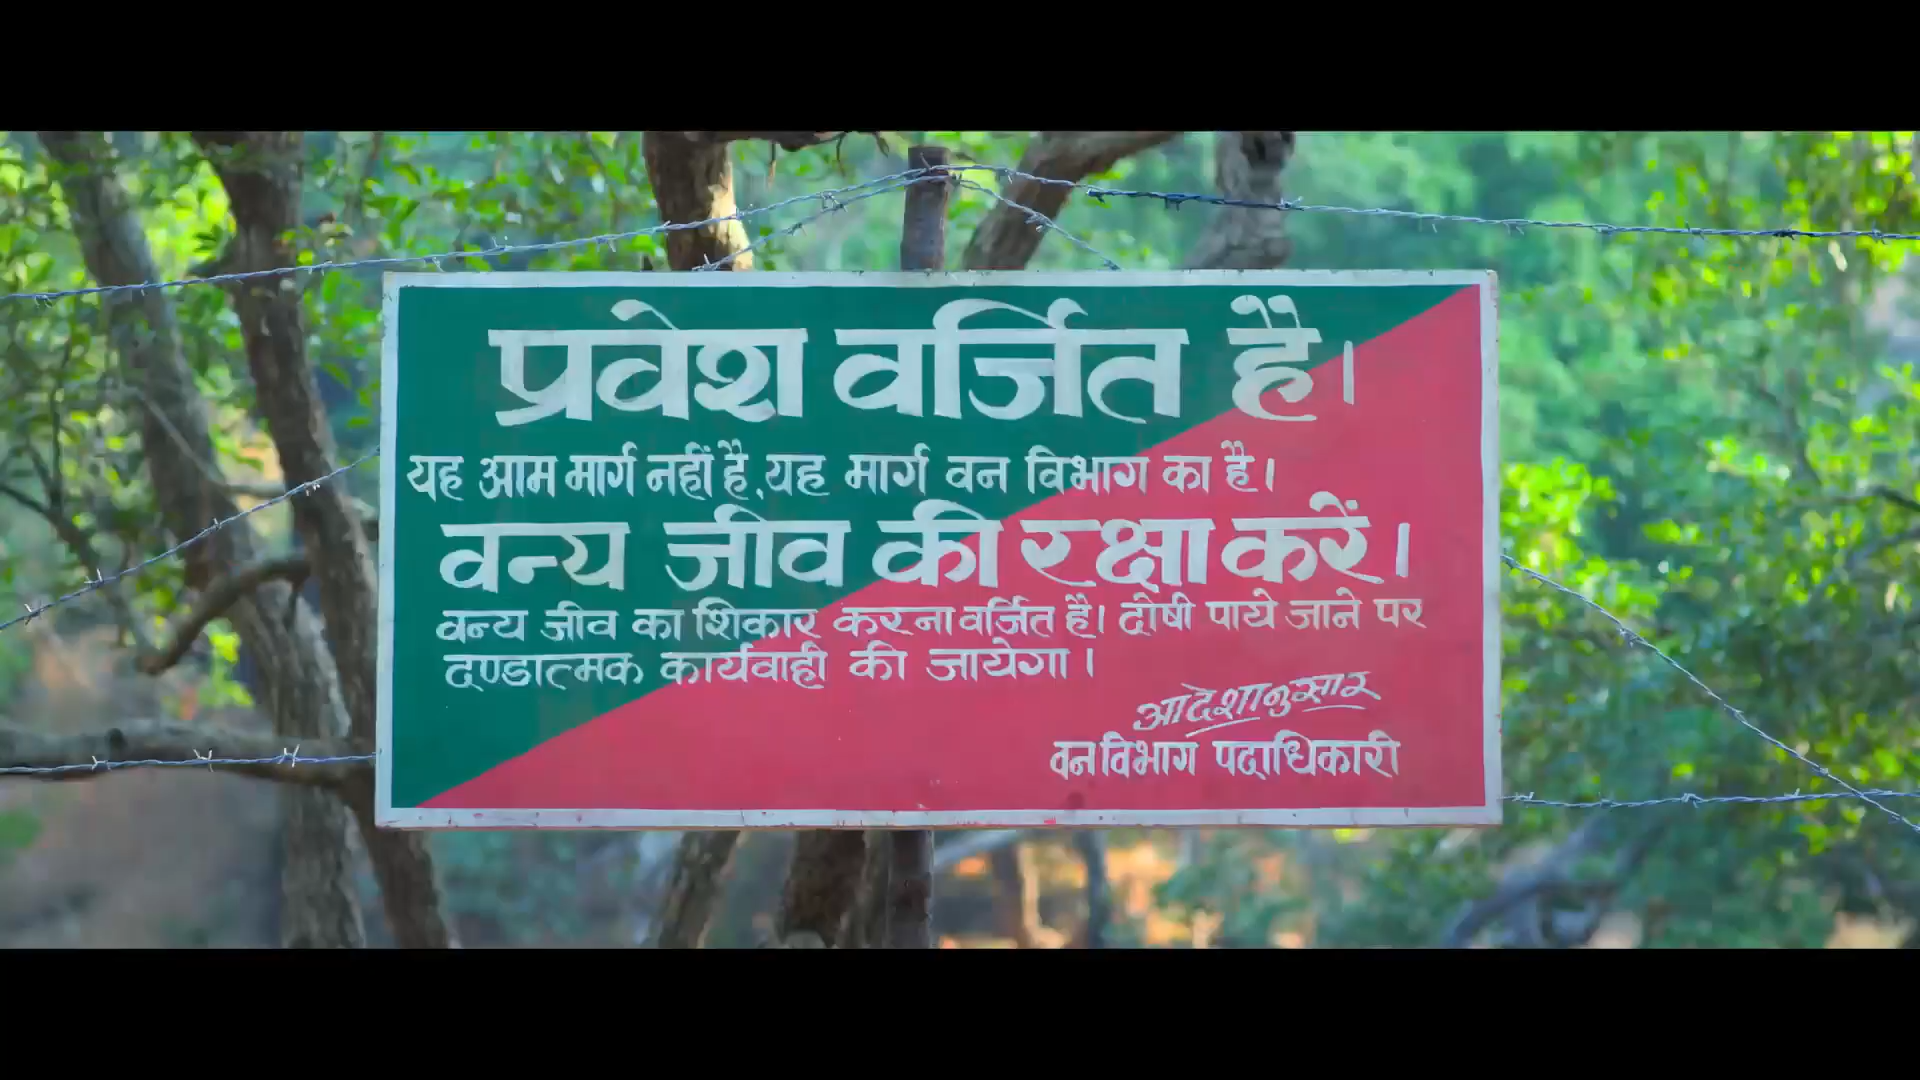 प्रवेश वर्जित है।
यह आम मार्ग नहीं है, यह मार्ग वन विभाग का है।
वन्य जीव की रक्षा करें।
वन्य जीव का शिकार करना वर्जित है। दोषी पाये जाने पर
दण्डात्मक कार्यवाही की जायेगा।
आदेशानुसार
वन विभाग पदाधिकारी